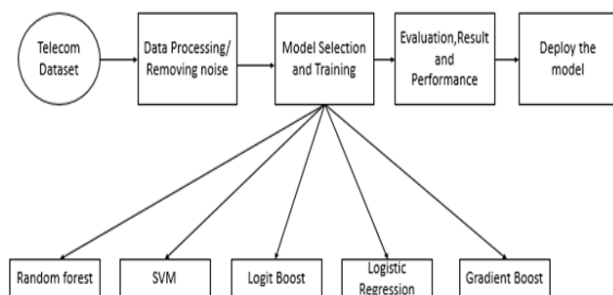 Telecom
Dataset
Data Processing/
Removing noise
Model Selection
and Training
Evaluation,Result
and
Performance
Deploy the
model
Random forest
SVM
Logit Boost
Logistic
Regression
Gradient Boost